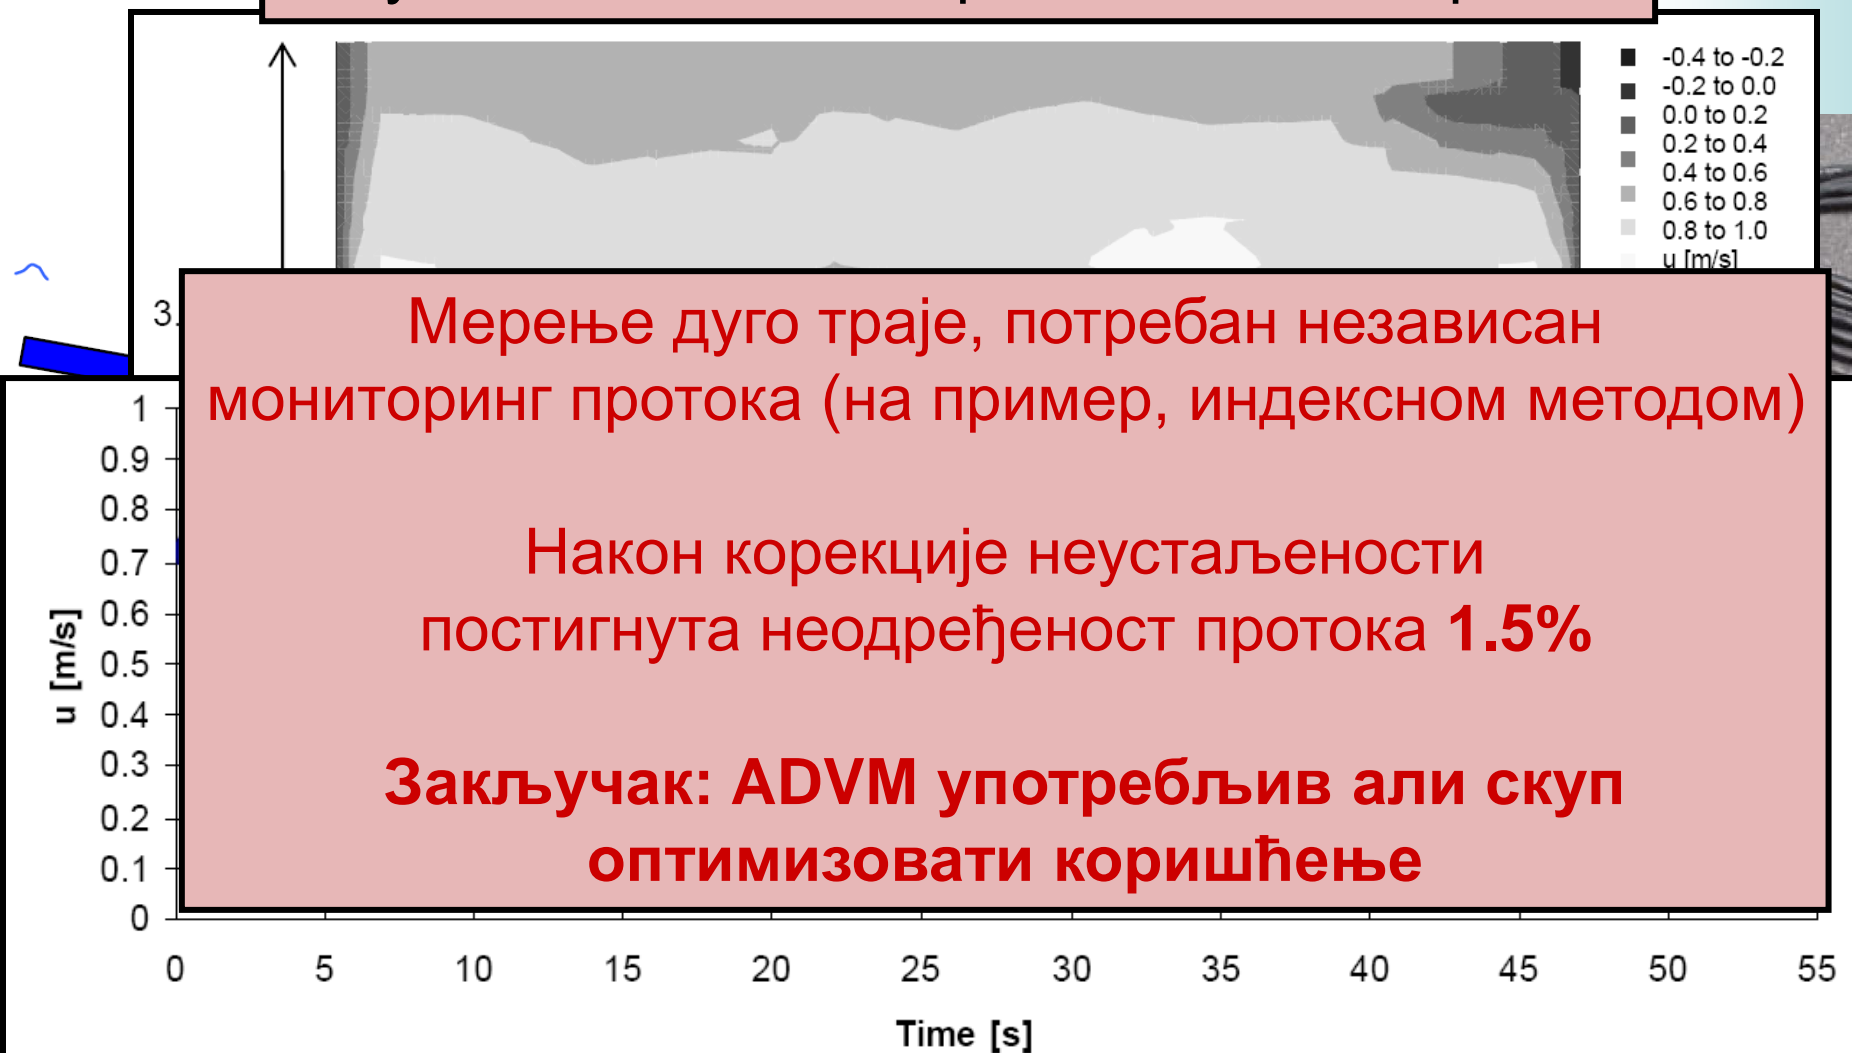 -0.4 to -0.2
-0.2 to 0.0
0.0 to 0.2
0.2 to 0.4
0.4 to 0.6
0.6 to 0.8
0.8 to 1.0
u [m/s]
3.
Мерење дуго траје, потребан независан
мониторинг протока (на пример, индексном методом)
Након корекције неустаљености
постигнута неодређеност протока 1.5%
Закључак: ADVM употребљив али скуп
оптимизовати коришћење
u [m/s]
1
0.9
0.8
0.7
0.6
0.5
0.4
0.3
0.2
0.1
0
0 5 10 15 20 25 30 35 40 45 50 55
Time [s]